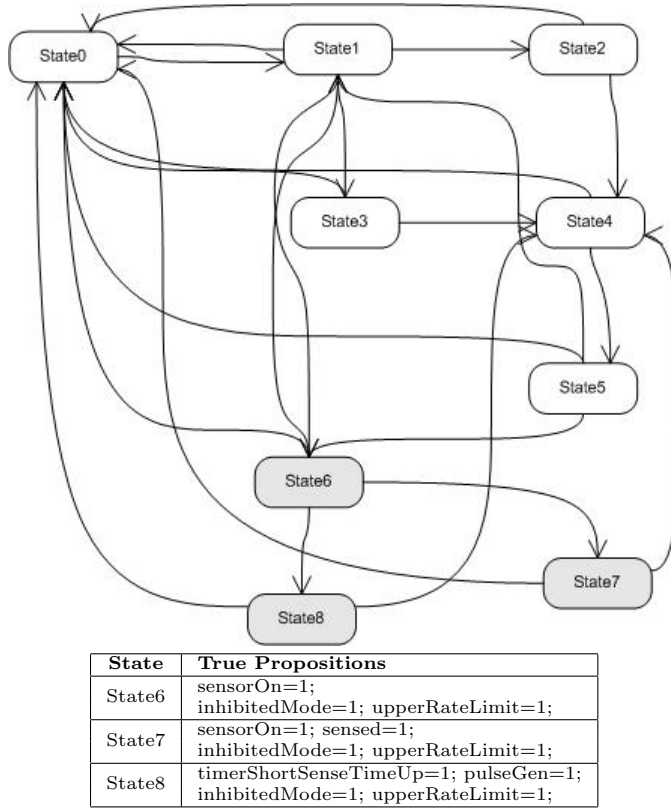 State0
State1
State2
State3
State4
State5
State6
State7
State8
State True Propositions
State6 sensorOn=1;
inhibitedMode=1; upperRateLimit=1;
State7 sensorOn=1; sensed=1;
inhibitedMode=1; upperRateLimit=1;
State8 timerShortSenseTimeUp=1; pulseGen=1;
inhibitedMode=1; upperRateLimit=1;